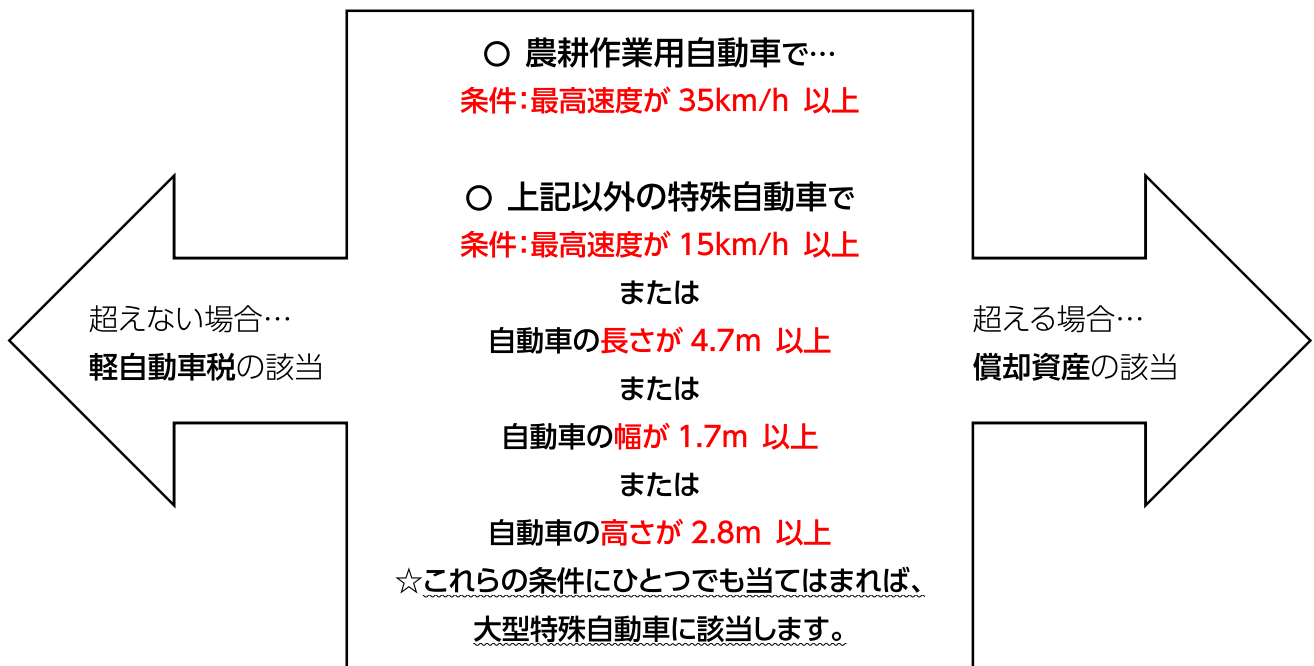 ○ 農耕作業用自動車で…
条件：最高速度が 35km/h 以上
○ 上記以外の特殊自動車で
条件：最高速度が 15km/h 以上
または
自動車の長さが 4.7m 以上
または
自動車の幅が 1.7m 以上
または
自動車の高さが 2.8m 以上
☆これらの条件にひとつでも当てはまれば、
大型特殊自動車に該当します。
超えない場合…
軽自動車税の該当
超える場合…
償却資産の該当